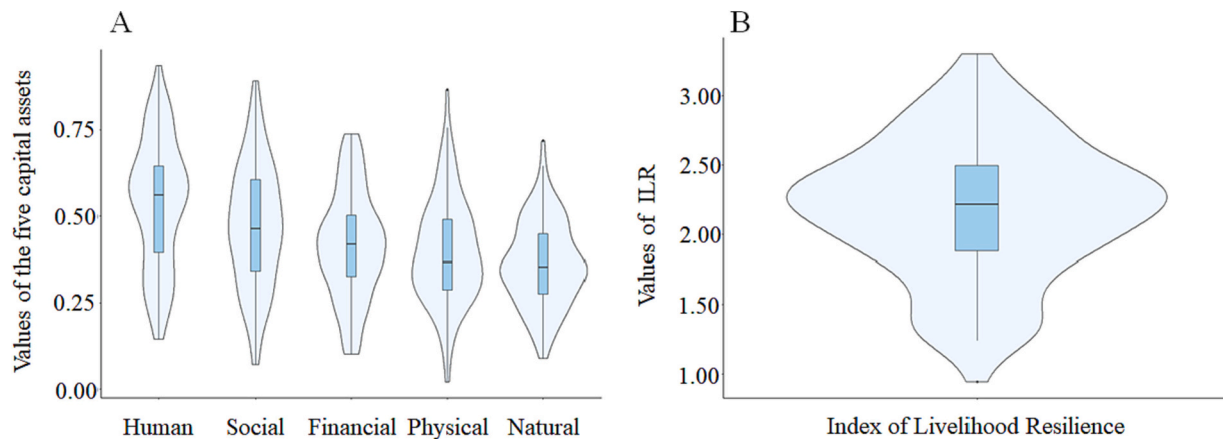 A
Values of the five capital assets
0.75
0.50
0.25
0.00
Human Social Financial Physical Natural
B
Values of ILR
3.00
2.50
2.00
1.50
1.00
Index of Livelihood Resilience